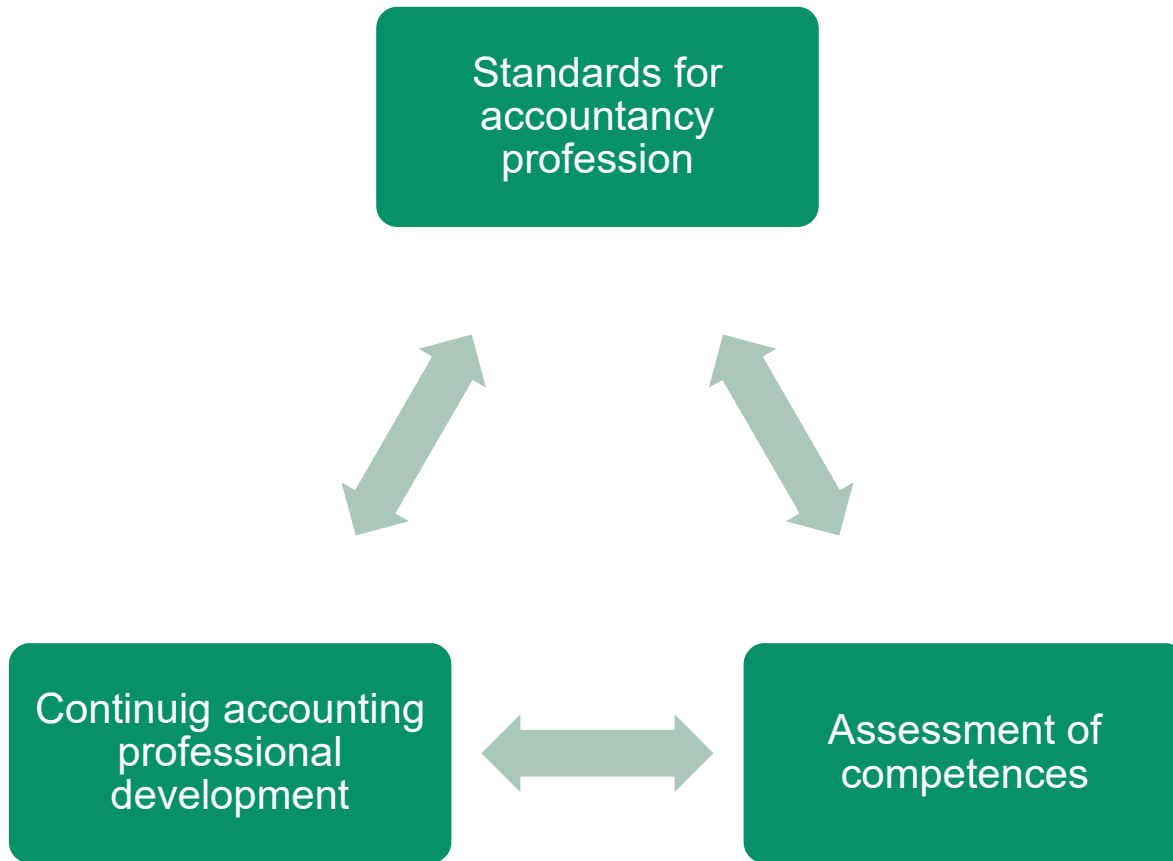 Standards for
accountancy
profession
Continuig accounting
professional
development
Assessment of
competences